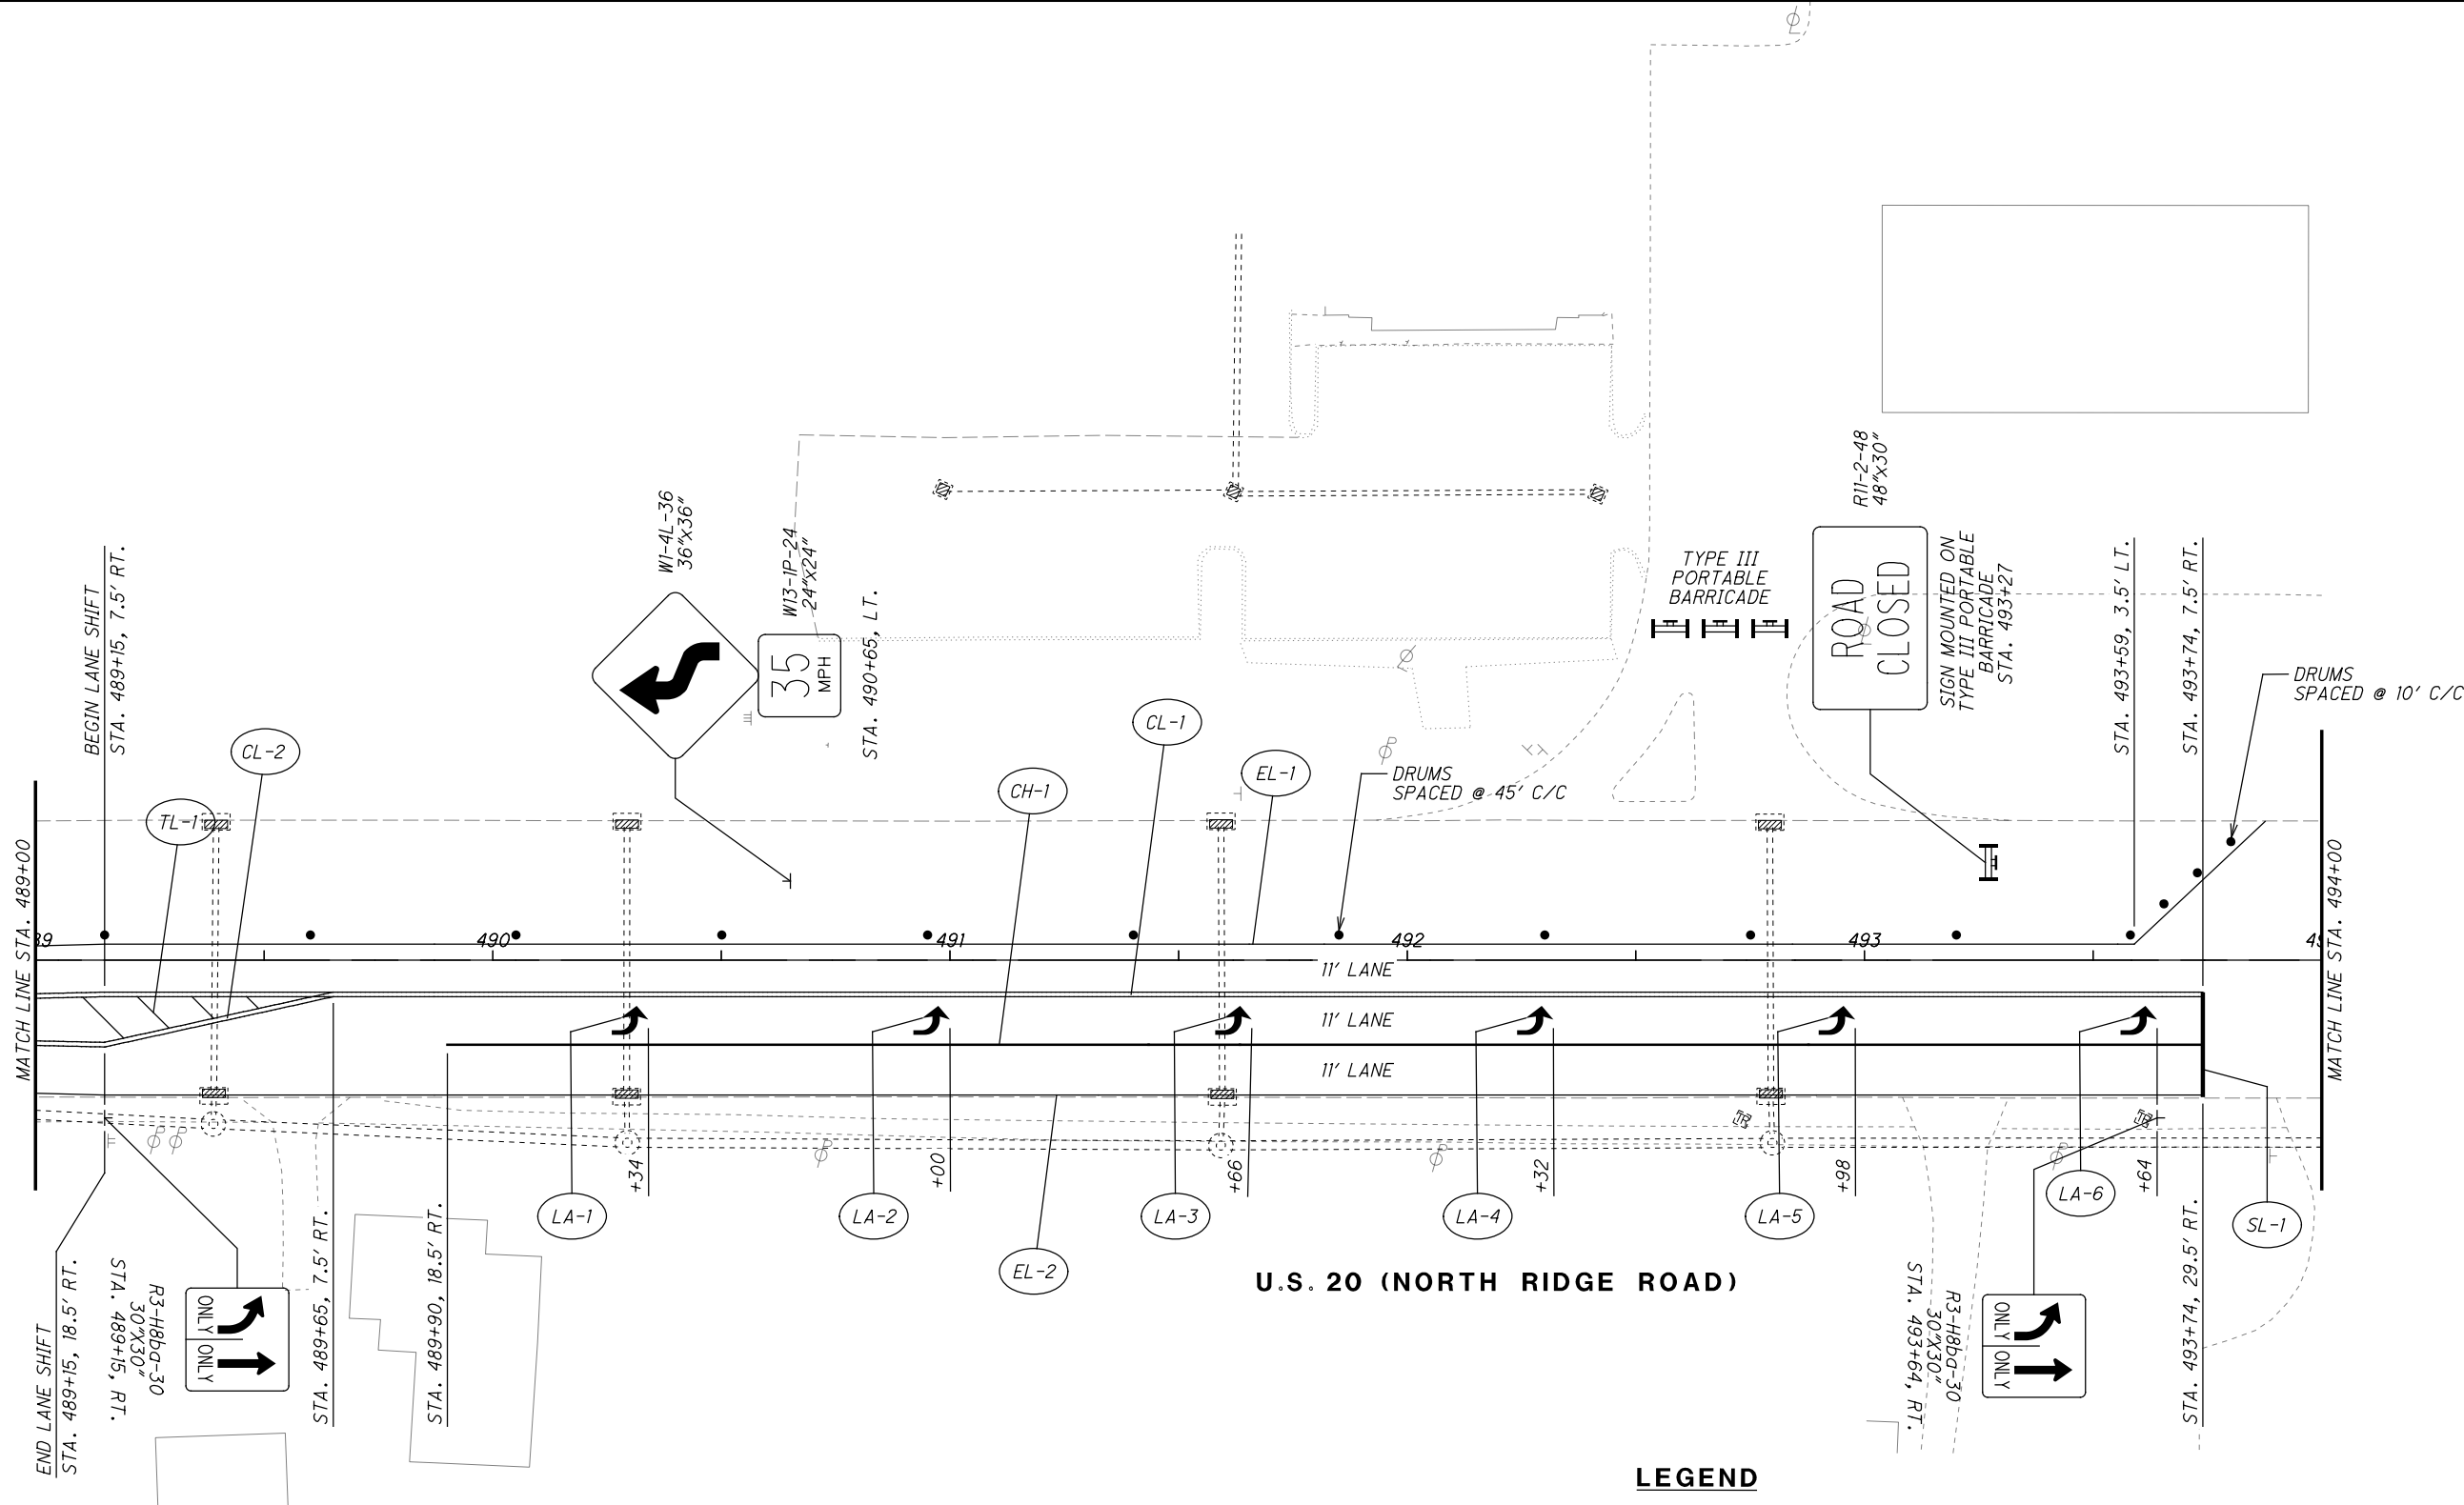 MATCH LINE STA. 489+00
BEGIN LANE SHIFT
STA. 489+15, 7.5' RT.
CL-2
TL-1
W1-4L-36
36"x36"
W13-1P-24
24"x24"
35
MPH
STA. 490+65, LT.
CH-1
CL-1
EL-1
DRUMS
SPACED @ 45' C/C
TYPE III
PORTABLE
BARRICADE
R11-2-48
48"x30"
ROAD
CLOSED
SIGN MOUNTED ON
TYPE III PORTABLE
BARRICADE
STA. 493+27
STA. 493+59, 3.5' LT.
STA. 493+74, 7.5' RT.
DRUMS
SPACED @ 10' C/C
MATCH LINE STA. 494+00
490
491
492
493
11' LANE
11' LANE
11' LANE
+34
+00
+66
+32
+98
+64
LA-1
LA-2
LA-3
LA-4
LA-5
LA-6
SL-1
EL-2
TR
TR
END LANE SHIFT
STA. 489+15, 18.5' RT.
R3-H8ba-30
30"X30"
STA. 489+15, RT.
ONLY ONLY
STA. 489+65, 7.5' RT.
STA. 489+90, 18.5' RT.
U.S. 20 (NORTH RIDGE ROAD)
R3-H8ba-30
30"X30"
STA. 493+64, RT.
ONLY ONLY
STA. 493+74, 29.5' RT.
LEGEND